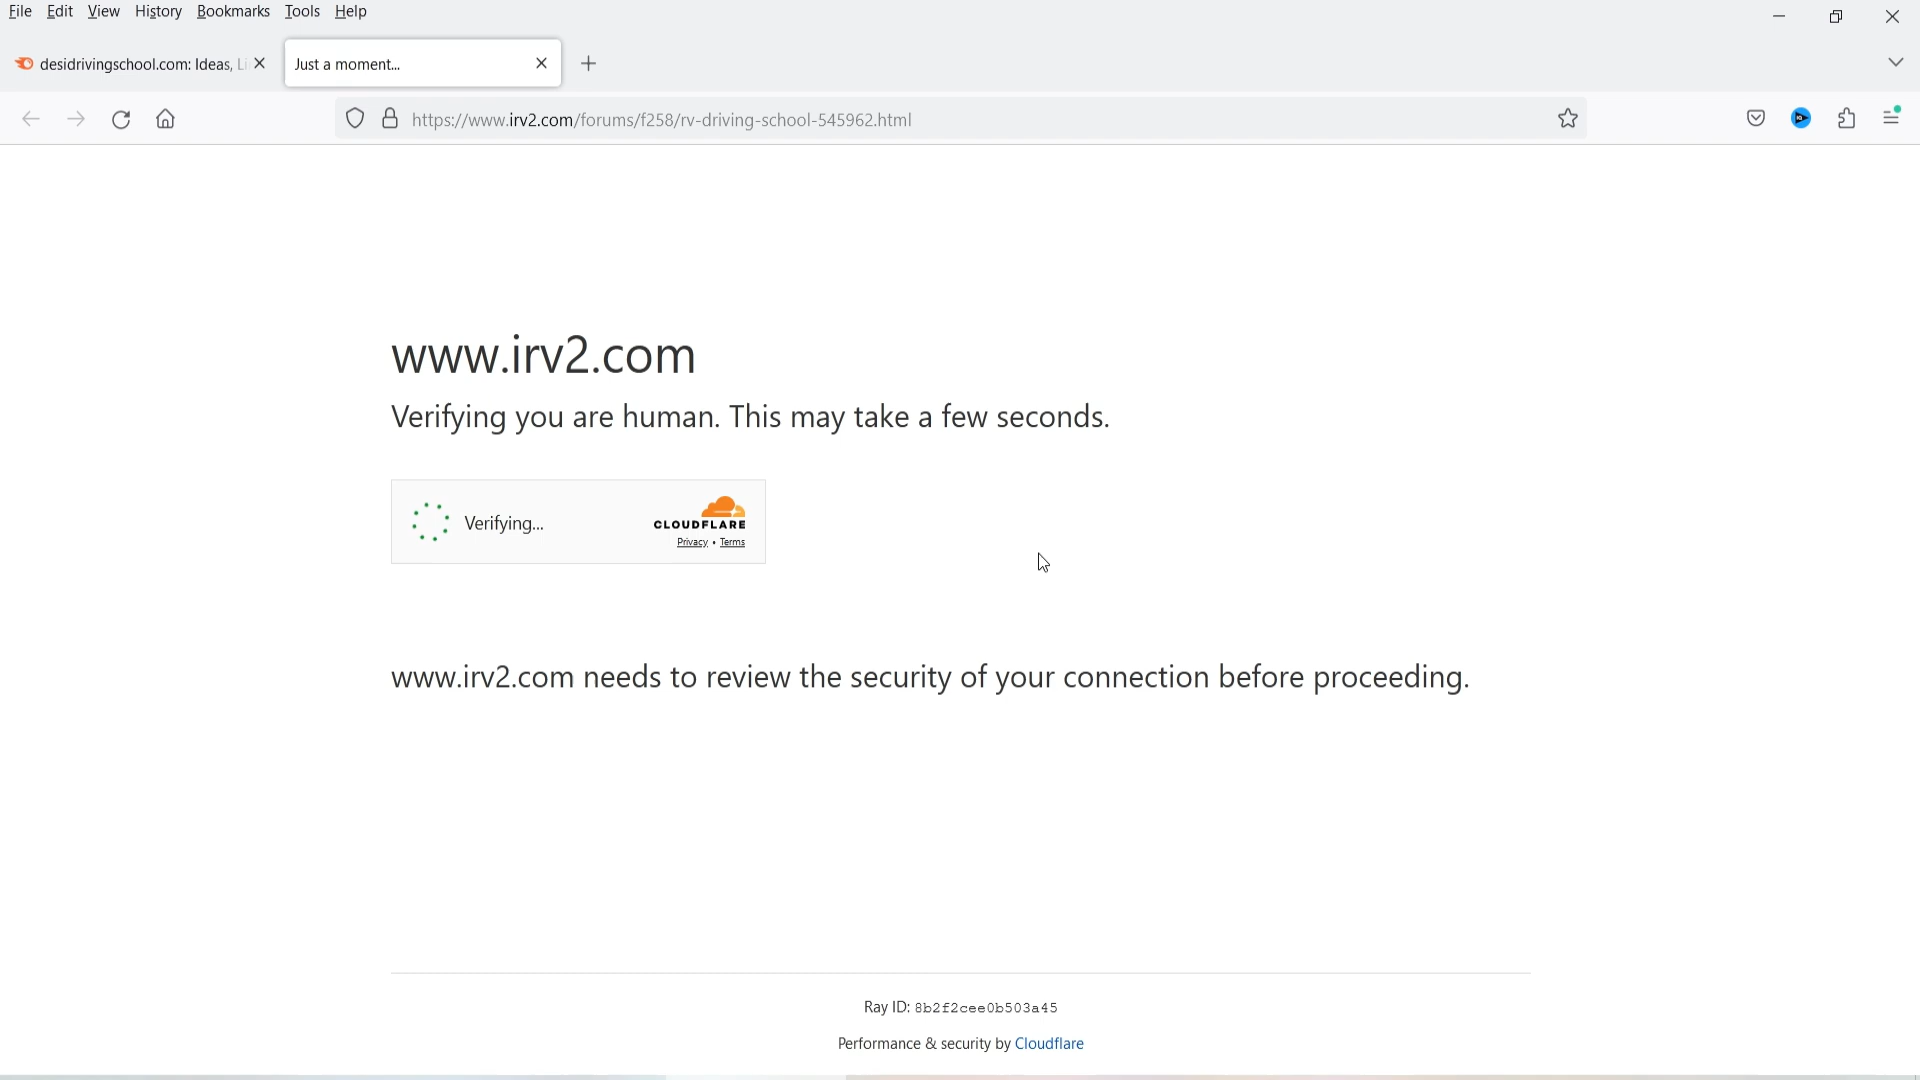 File Edit View History Bookmarks Tools Help
desidrivingschool.com: Ideas, Li
Just a moment...
https://www.irv2.com/forums/f258/rv-driving-school-545962.html
www.irv2.com
Verifying you are human. This may take a few seconds.
Verifying...
CLOUDFLARE
Privacy • Terms
www.irv2.com needs to review the security of your connection before proceeding.
Ray ID: 8b2f2cee0b503a45
Performance & security by Cloudflare